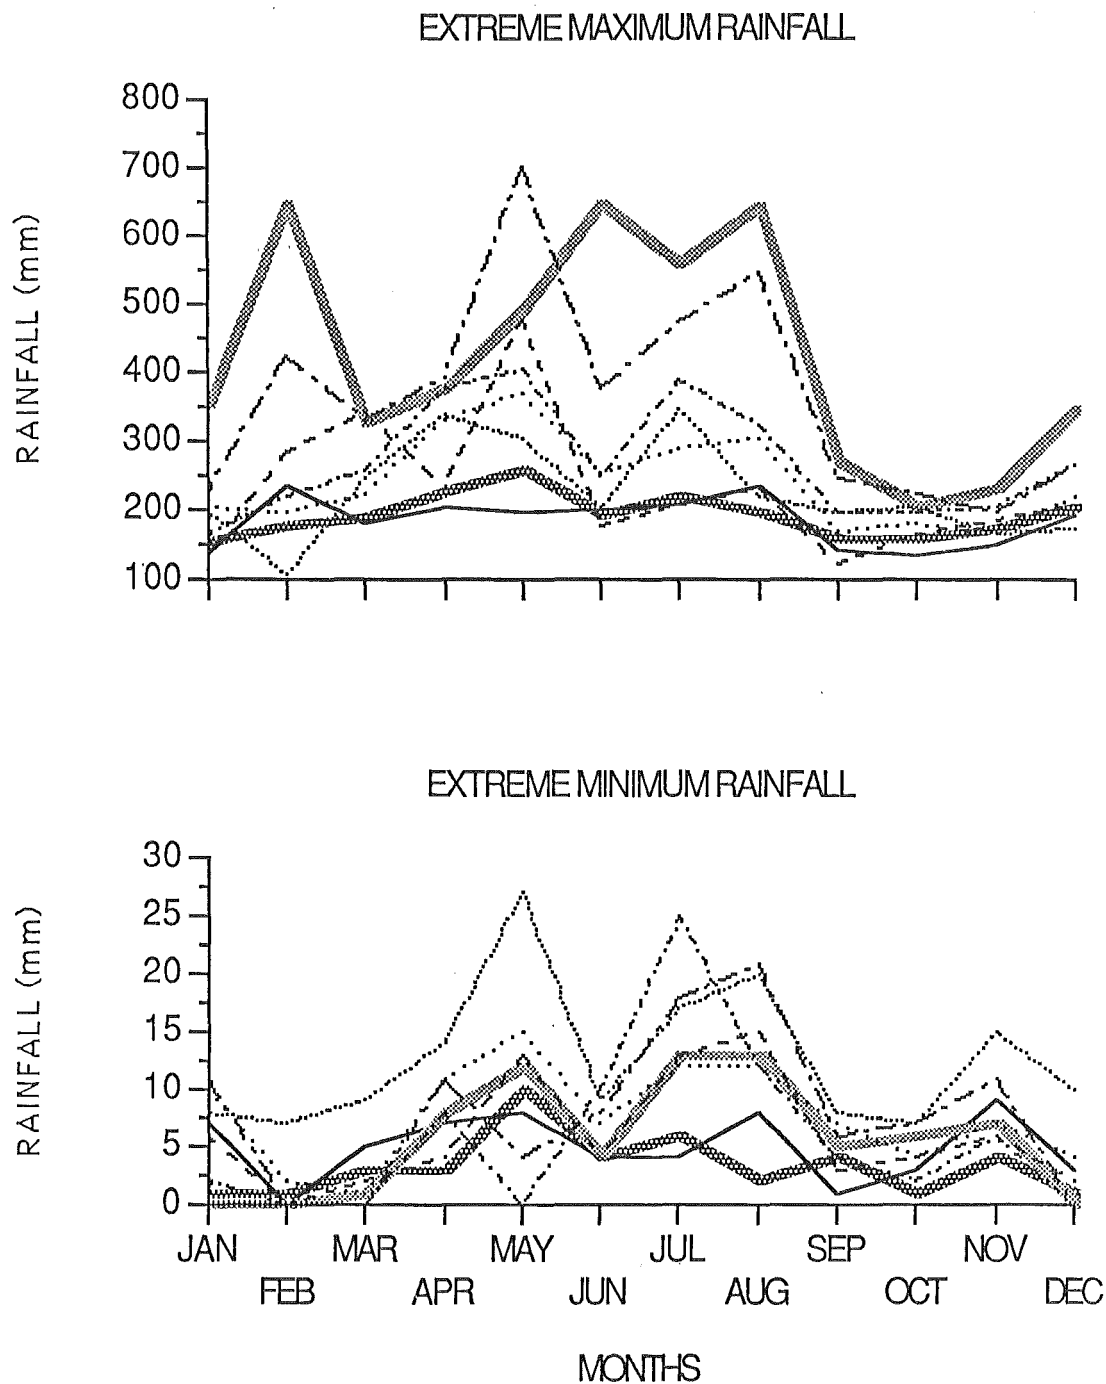 EXTREME MAXIMUM RAINFALL
800
700
600
500
400
300
200
100
RAINFALL (mm)
EXTREME MINIMUM RAINFALL
30
25
20
15
10
5
0
RAINFALL (mm)
JAN MAR MAY JUL SEP NOV
FEB APR JUN AUG OCT DEC
MONTHS